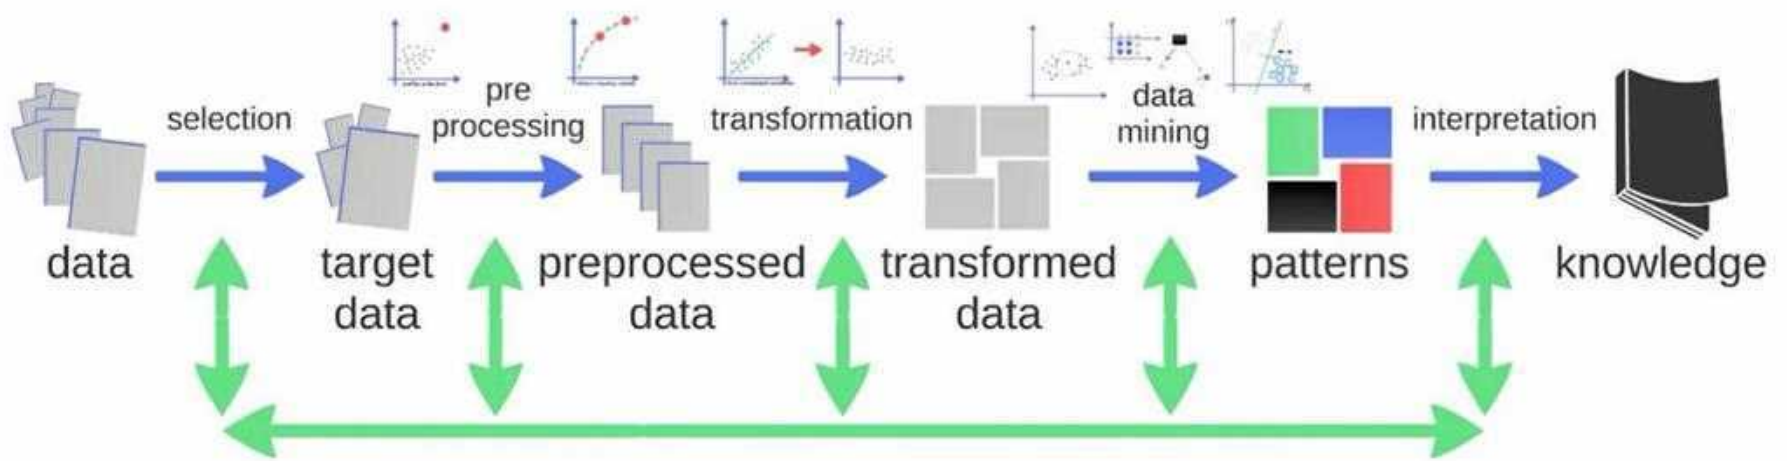 selection
pre
processing
transformation
data
mining
interpretation
data
target
data
preprocessed
data
transformed
data
patterns
knowledge